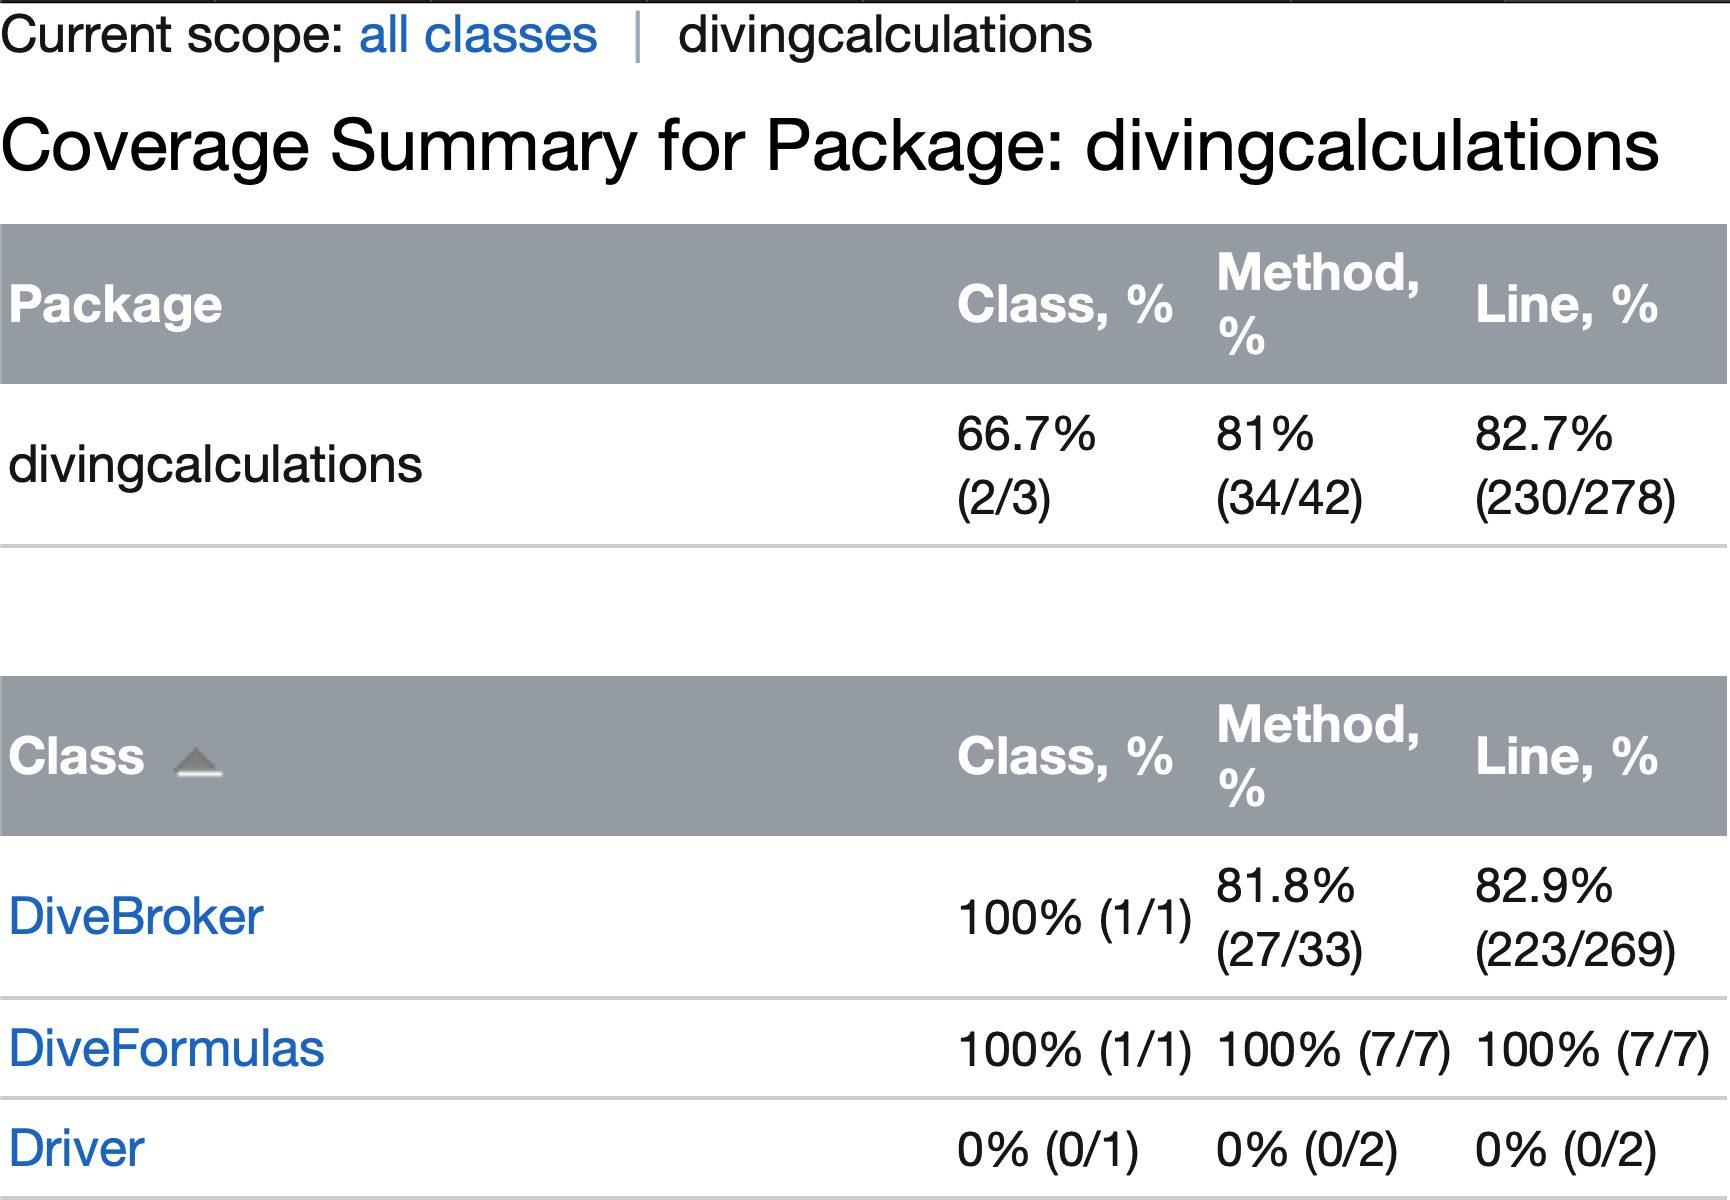 Current scope: all classes | divingcalculations
Coverage Summary for Package: divingcalculations
Package Class, % Method, % Line, %
divingcalculations 66.7% (2/3) 81% (34/42) 82.7% (230/278)
Class Class, % Method, % Line, %
DiveBroker 100% (1/1) 81.8% (27/33) 82.9% (223/269)
DiveFormulas 100% (1/1) 100% (7/7) 100% (7/7)
Driver 0% (0/1) 0% (0/2) 0% (0/2)